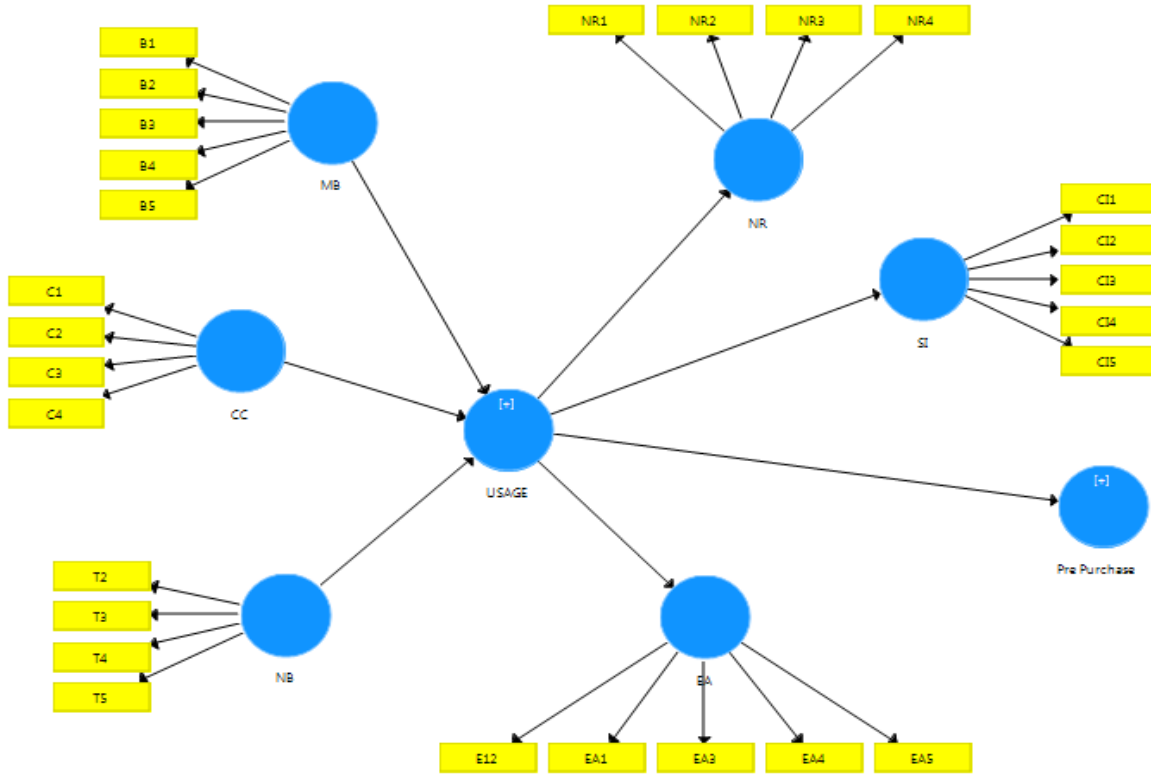 B1
B2
B3
B4
B5
MB
NR1
NR2
NR3
NR4
NR
CI1
CI2
CI3
CI4
CI5
SI
C1
C2
C3
C4
CC
[+]
USAGE
[+]
Pre Purchase
T2
T3
T4
T5
NB
EA
E12
EA1
EA3
EA4
EA5